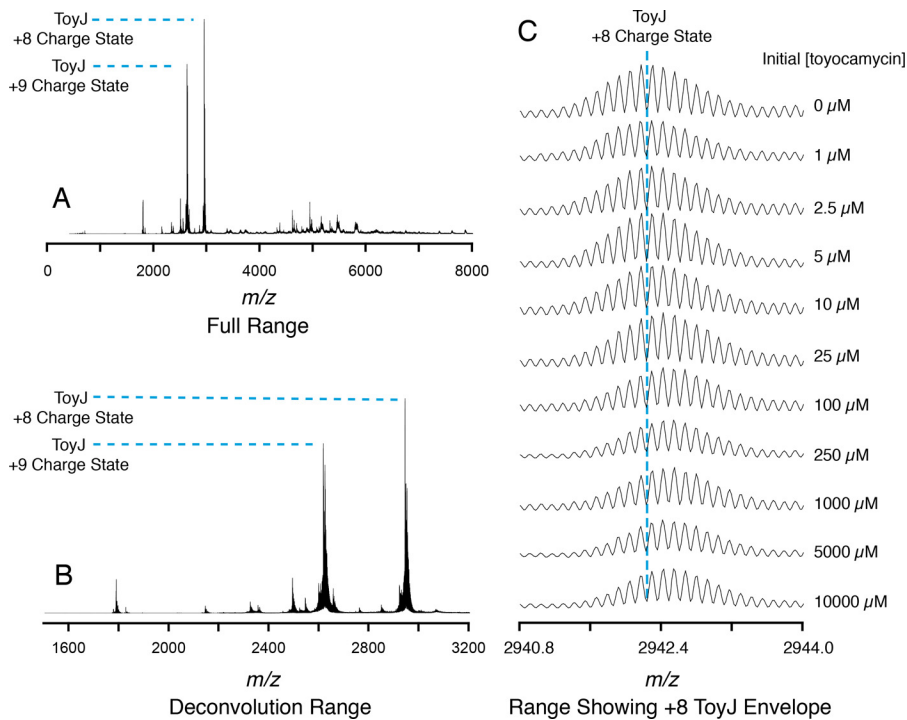 ToyJ
+8 Charge State
ToyJ
+9 Charge State
A
0 2000 4000 6000 8000
m/z
Full Range
ToyJ
+8 Charge State
ToyJ
+9 Charge State
B
1600 2000 2400 2800 3200
m/z
Deconvolution Range
C
ToyJ
+8 Charge State
Initial [toyocamycin]
0 µM
1 µM
2.5 µM
5 µM
10 µM
25 µM
100 µM
250 µM
1000 µM
5000 µM
10000 µM
2940.8 2942.4 2944.0
m/z
Range Showing +8 ToyJ Envelope